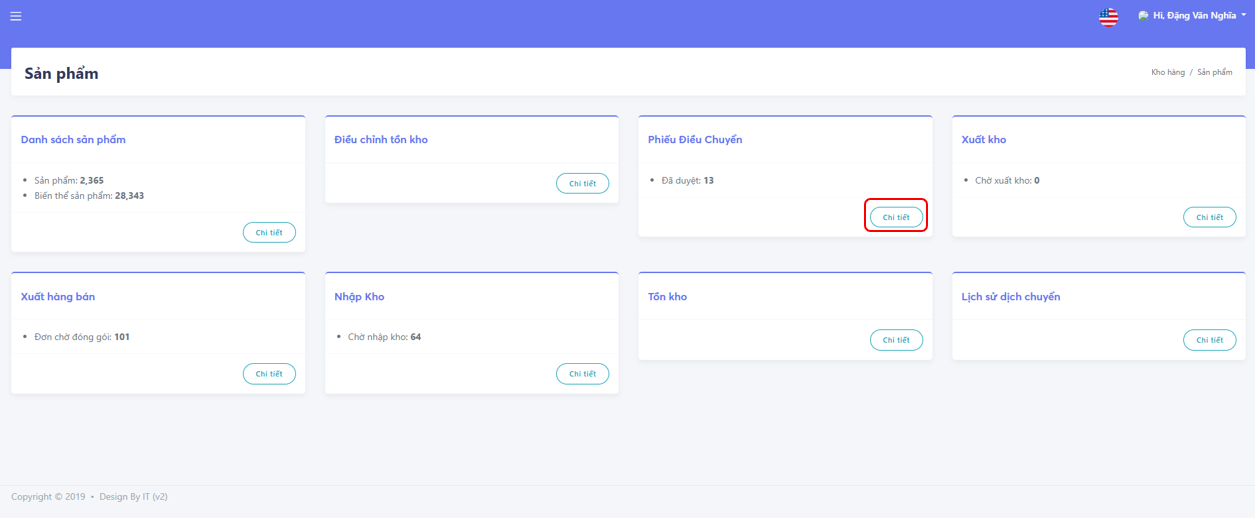 Hi, Đặng Văn Nghĩa
Sản phẩm
Kho hàng / Sản phẩm
Danh sách sản phẩm
Sản phẩm: 2,365
Biến thể sản phẩm: 28,343
Chi tiết
Điều chỉnh tồn kho
Chi tiết
Phiếu Điều Chuyển
Đã duyệt: 13
Chi tiết
Xuất kho
Chờ xuất kho: 0
Chi tiết
Xuất hàng bán
Đơn chờ đóng gói: 101
Chi tiết
Nhập Kho
Chờ nhập kho: 64
Chi tiết
Tồn kho
Chi tiết
Lịch sử dịch chuyển
Chi tiết
Copyright © 2019 • Design By IT (v2)